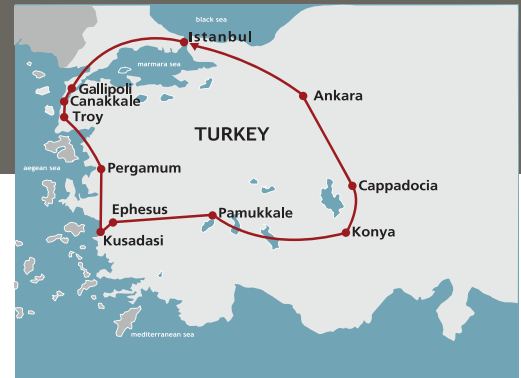 black sea
Istanbul
marmara sea
Gallipoli
Canakkale
Troy
Ankara
TURKEY
aegean sea
Pergamum
Cappadocia
Ephesus
Pamukkale
Kusadasi
Konya
mediterranean sea